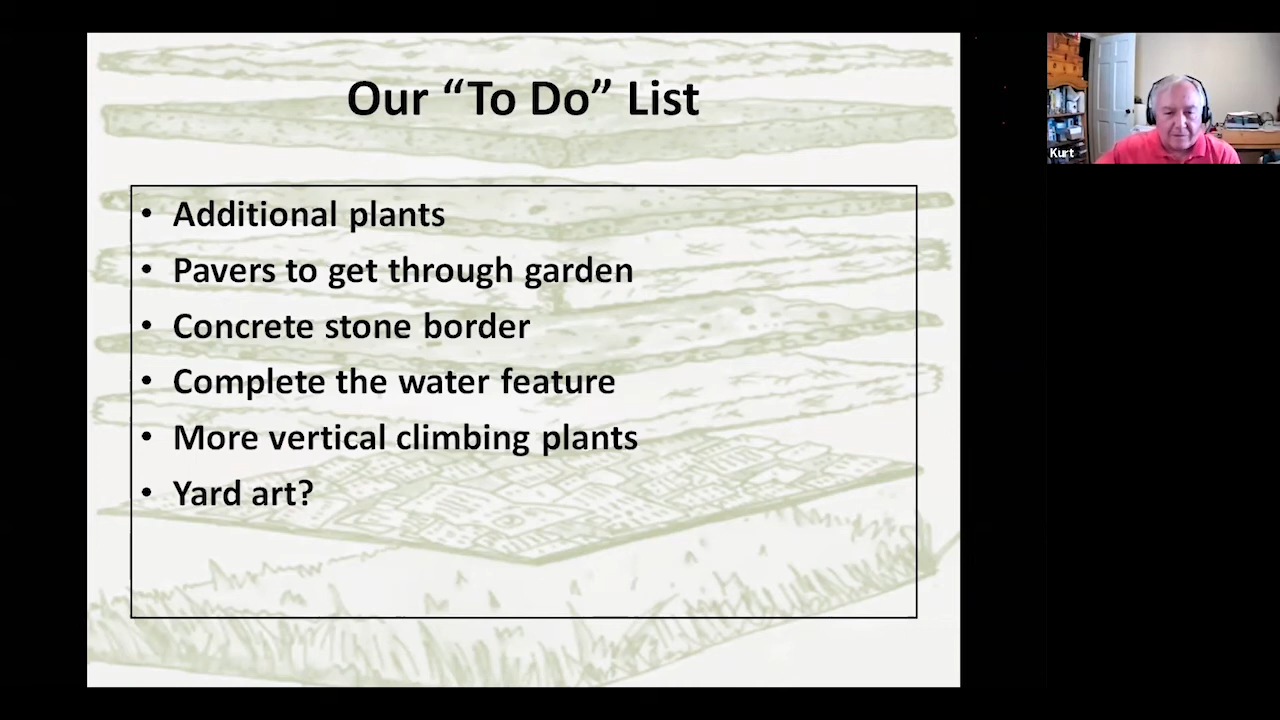 Our “To Do” List
• Additional plants
• Pavers to get through garden
• Concrete stone border
• Complete the water feature
• More vertical climbing plants
• Yard art?
Kurt